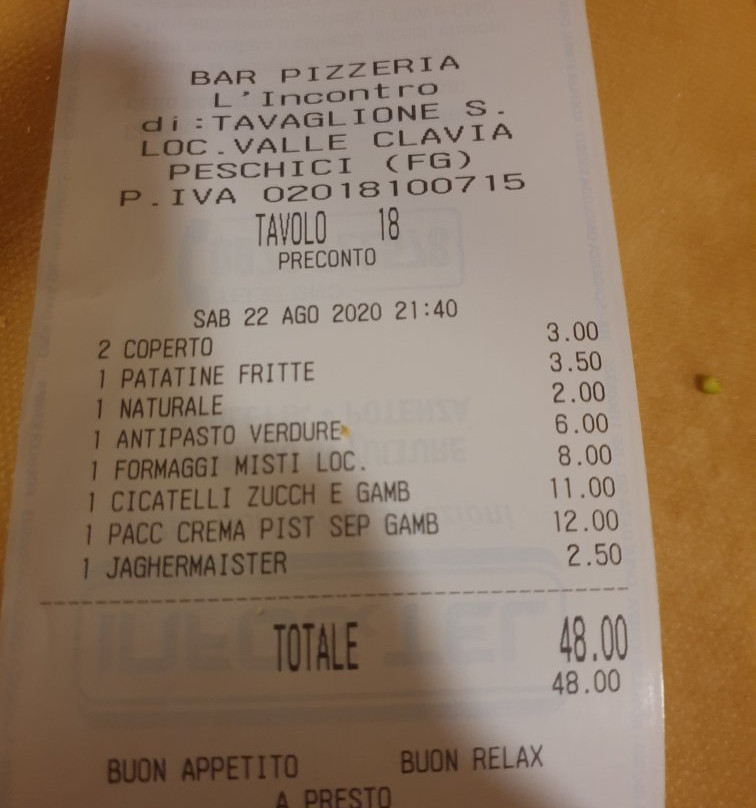 BAR PIZZERIA
L'Incontro
di:TAVAGLIONE S.
LOC.VALLE CLAVIA
PESCHICI (FG)
P.IVA 02018100715
TAVOLO 18
PRECONTO
SAB 22 AGO 2020 21:40
2 COPERTO 3.00
1 PATATINE FRITTE 3.50
1 NATURALE 2.00
1 ANTIPASTO VERDURE 6.00
1 FORMAGGI MISTI LOC. 8.00
1 CICATELLI ZUCCH E GAMB 11.00
1 PACC CREMA PIST SEP GAMB 12.00
1 JAGHERMAISTER 2.50
TOTALE 48.00
48.00
BUON APPETITO BUON RELAX
A PRESTO